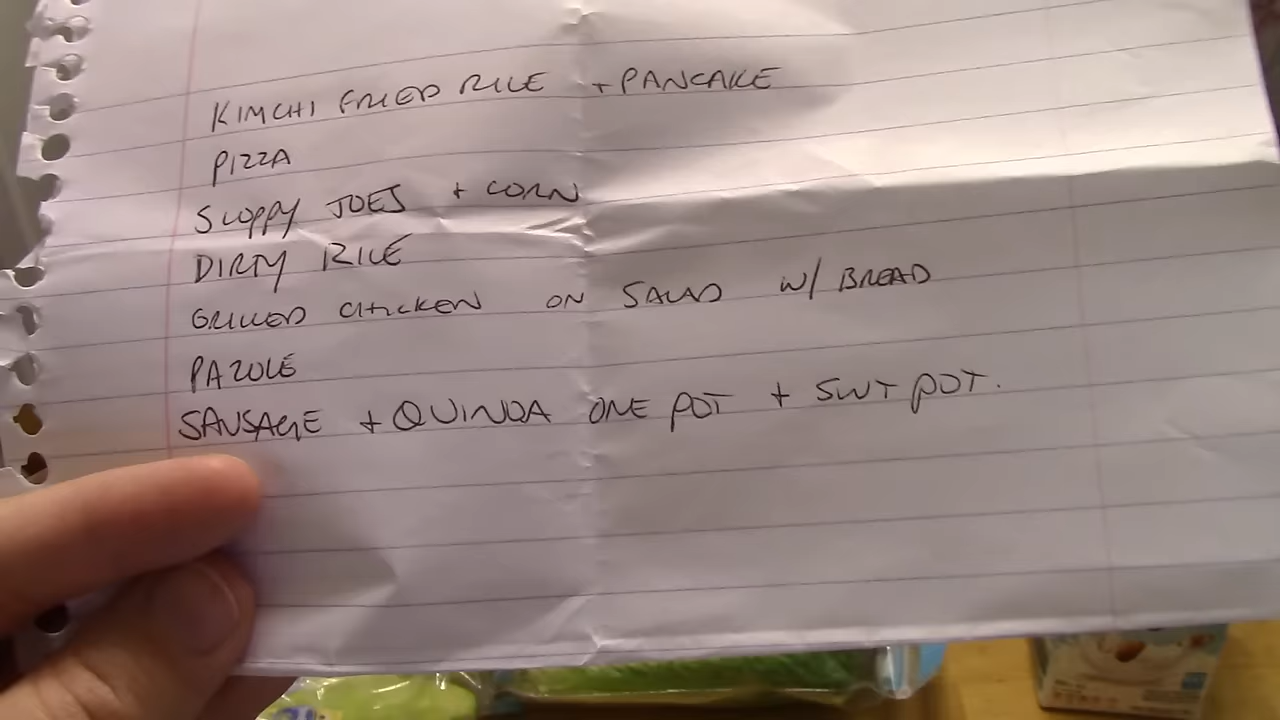 KIMCHI FRIED RICE + PANCAKE
PIZZA
SLOPPY JOES + CORN
DIRTY RICE
GRILLED CHICKEN ON SALAD W/ BREAD
PAZOLE
SAUSAGE + QUINOA ONE POT + SWT POT.